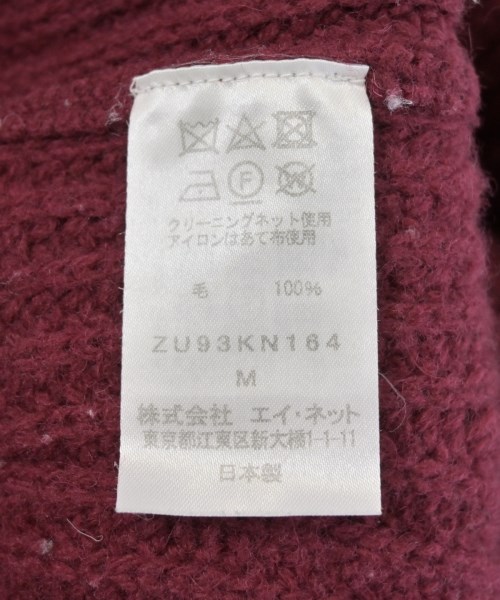 F W
クリーニングネット使用
アイロンはあて布使用
毛 100%
ZU93KN164
M
株式会社 エイ・ネット
東京都江東区新大橋1-1-11
日本製